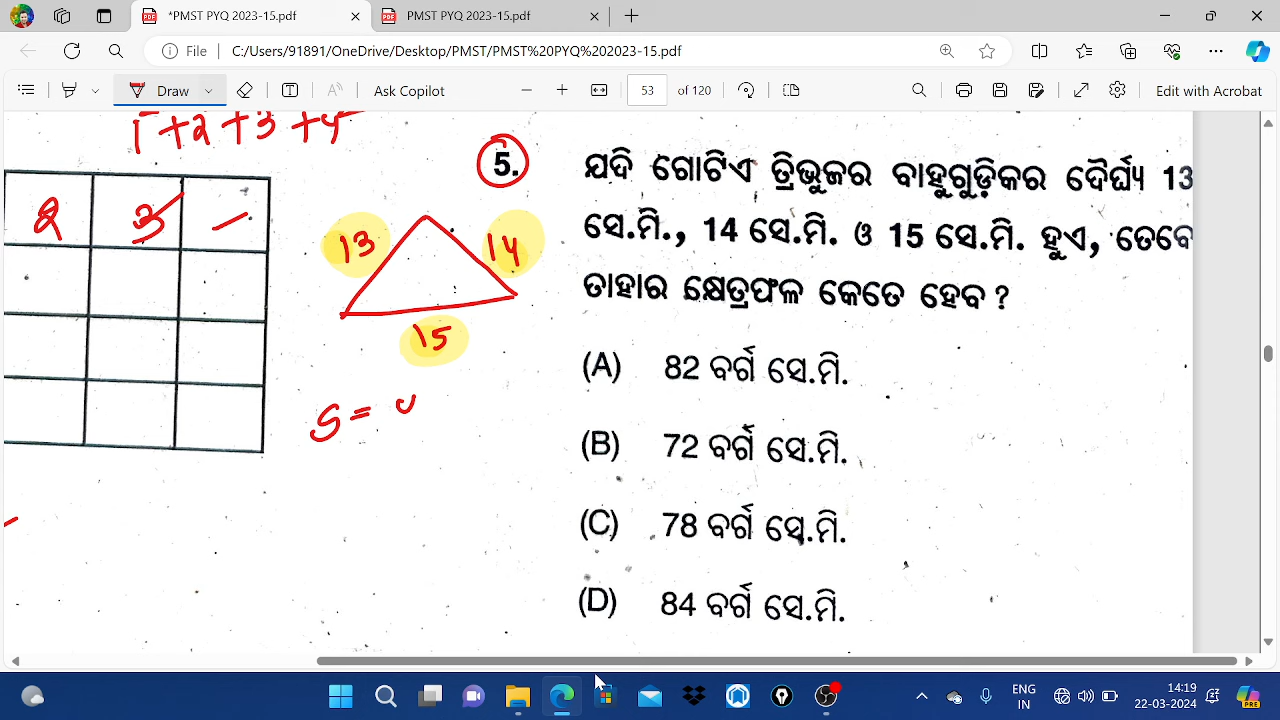 *PMST PYQ 2023-15.pdf
PMST PYQ 2023-15.pdf
File
C:/Users/91891/OneDrive/Desktop/PMST/PMST%20PYQ%202023-15.pdf
Draw
Ask Copilot
53 of 120
Edit with Acrobat
1+2+3+4
2 3
13
14
15
S =
5. ଯଦି ଗୋଟିଏ ତ୍ରିଭୁଜର ବାହୁଗୁଡ଼ିକର ଦୈର୍ଘ୍ୟ 13
ସେ.ମି., 14 ସେ.ମି. ଓ 15 ସେ.ମି. ହୁଏ, ତେବେ
ତାହାର କ୍ଷେତ୍ରଫଳ କେତେ ହେବ ?
(A) 82 ବର୍ଗ ସେ.ମି.
(B) 72 ବର୍ଗ ସେ.ମି.
(C) 78 ବର୍ଗ ସେ.ମି.
(D) 84 ବର୍ଗ ସେ.ମି.
ENG
IN
14:19
22-03-2024
PRE